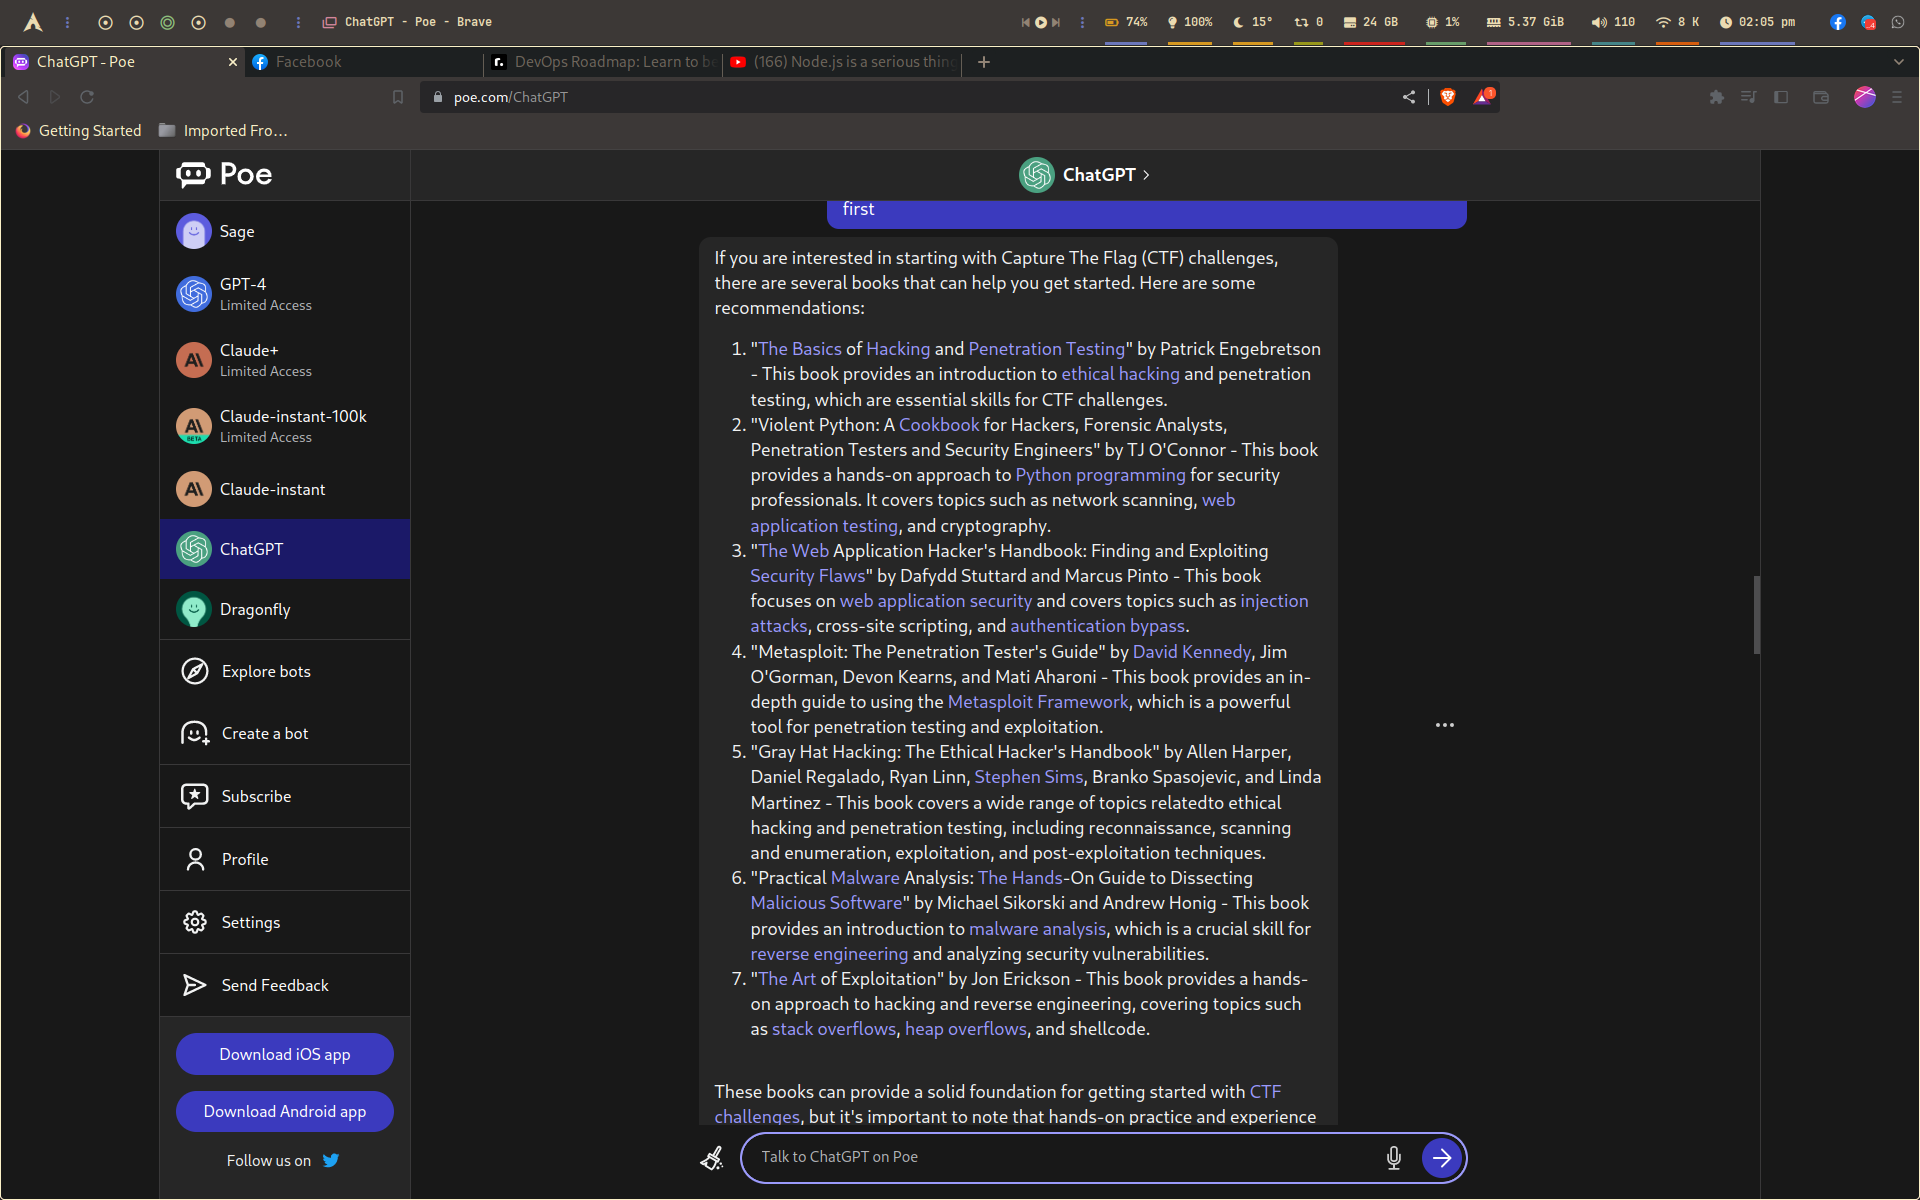 ChatGPT - Poe - Brave
74%
100%
15°
0
24 GB
1%
5.37 GiB
110
8 K
02:05 pm
ChatGPT - Poe
Facebook
DevOps Roadmap: Learn to be
(166) Node.js is a serious thing
poe.com/ChatGPT
1
Getting Started
Imported Fro...
Poe
ChatGPT
Sage
GPT-4
Limited Access
Claude+
Limited Access
Claude-instant-100k
Limited Access
BETA
Claude-instant
ChatGPT
Dragonfly
Explore bots
Create a bot
Subscribe
Profile
Settings
Send Feedback
Download iOS app
Download Android app
Follow us on
first
If you are interested in starting with Capture The Flag (CTF) challenges,
there are several books that can help you get started. Here are some
recommendations:
1. "The Basics of Hacking and Penetration Testing" by Patrick Engebretson
- This book provides an introduction to ethical hacking and penetration
testing, which are essential skills for CTF challenges.
2. "Violent Python: A Cookbook for Hackers, Forensic Analysts,
Penetration Testers and Security Engineers" by TJ O'Connor - This book
provides a hands-on approach to Python programming for security
professionals. It covers topics such as network scanning, web
application testing, and cryptography.
3. "The Web Application Hacker's Handbook: Finding and Exploiting
Security Flaws" by Dafydd Stuttard and Marcus Pinto - This book
focuses on web application security and covers topics such as injection
attacks, cross-site scripting, and authentication bypass.
4. "Metasploit: The Penetration Tester's Guide" by David Kennedy, Jim
O'Gorman, Devon Kearns, and Mati Aharoni - This book provides an in-
depth guide to using the Metasploit Framework, which is a powerful
tool for penetration testing and exploitation.
5. "Gray Hat Hacking: The Ethical Hacker's Handbook" by Allen Harper,
Daniel Regalado, Ryan Linn, Stephen Sims, Branko Spasojevic, and Linda
Martinez - This book covers a wide range of topics relatedto ethical
hacking and penetration testing, including reconnaissance, scanning
and enumeration, exploitation, and post-exploitation techniques.
6. "Practical Malware Analysis: The Hands-On Guide to Dissecting
Malicious Software" by Michael Sikorski and Andrew Honig - This book
provides an introduction to malware analysis, which is a crucial skill for
reverse engineering and analyzing security vulnerabilities.
7. "The Art of Exploitation" by Jon Erickson - This book provides a hands-
on approach to hacking and reverse engineering, covering topics such
as stack overflows, heap overflows, and shellcode.
These books can provide a solid foundation for getting started with CTF
challenges, but it's important to note that hands-on practice and experience
Talk to ChatGPT on Poe